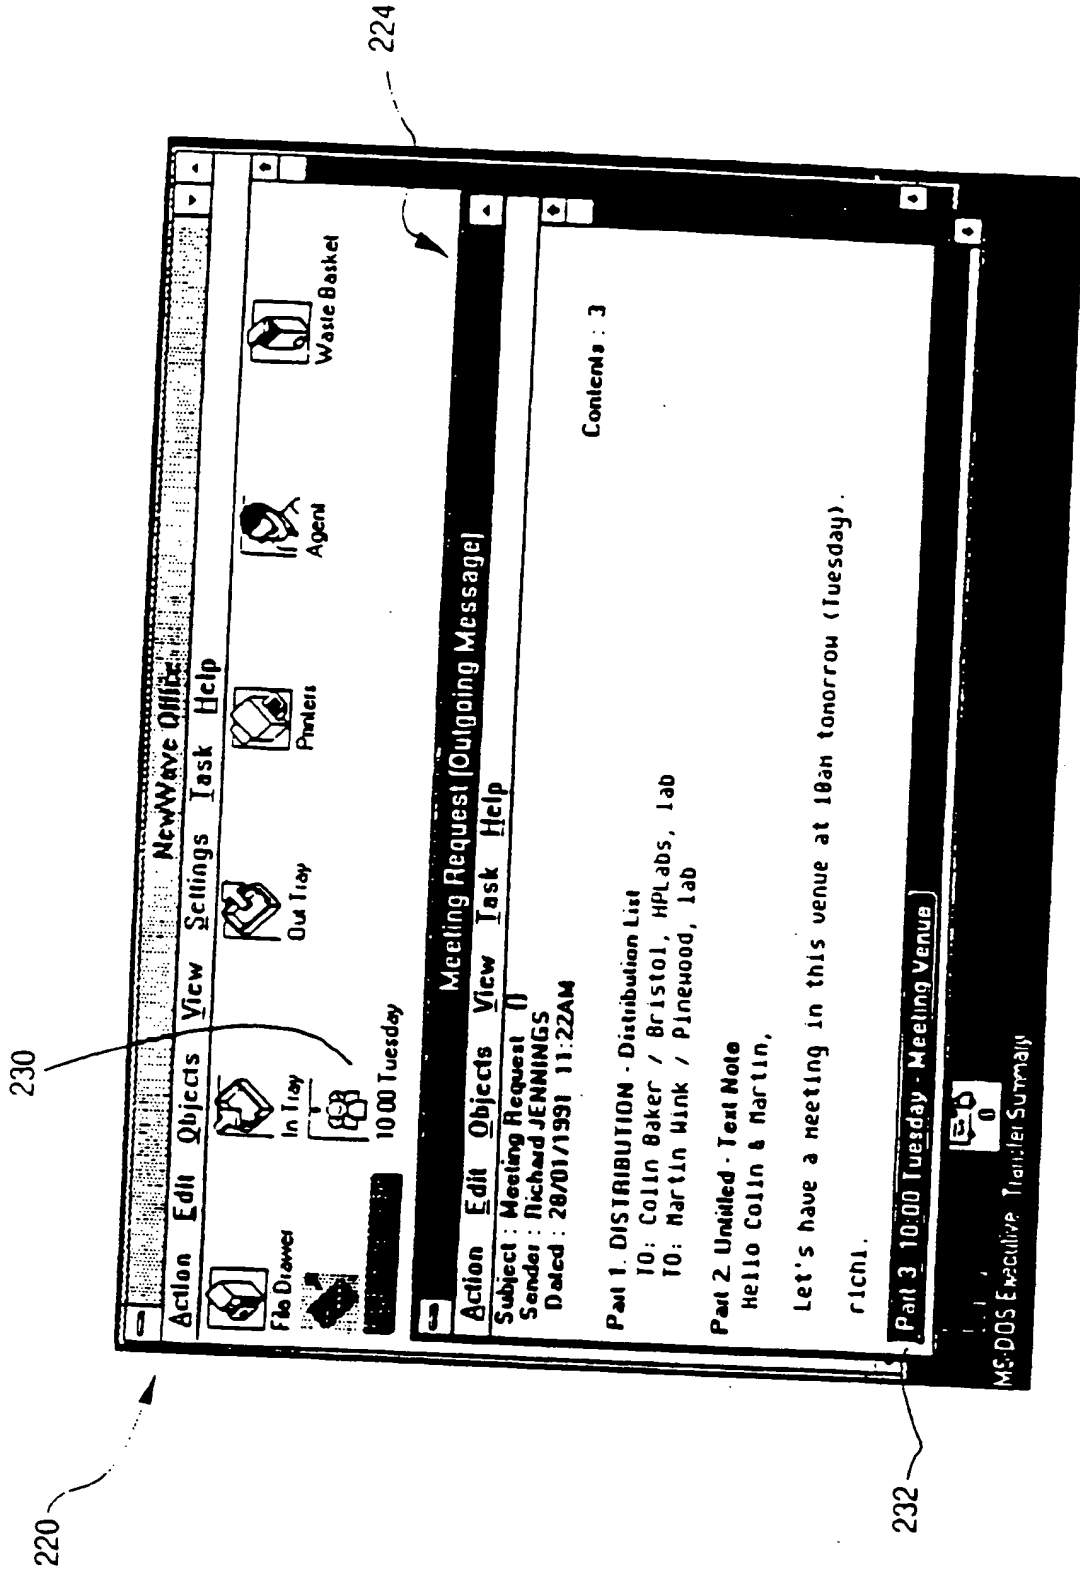 220
230
224
232
NewWave Office
Action Edit Objects View Settings Task Help
File Drawer
In Tray
Out Tray
Printers
Agent
Waste Basket
10 00 Tuesday
Meeting Request (Outgoing Message)
Action Edit Objects View Task Help
Subject : Meeting Request ()
Sender : Richard JENNINGS
Dated : 28/01/1991 11:22AM
Contents : 3
Part 1. DISTRIBUTION - Distribution List
TO: Colin Baker / Bristol, HPLabs, lab
TO: Martin Wink / Pinewood, lab
Part 2. Untitled - Text Note
Hello Colin & Martin,
Let's have a meeting in this venue at 10am tomorrow (Tuesday).
richi.
Part 3 10:00 Tuesday - Meeting Venue
0
MS-DOS Executive Transfer Summary